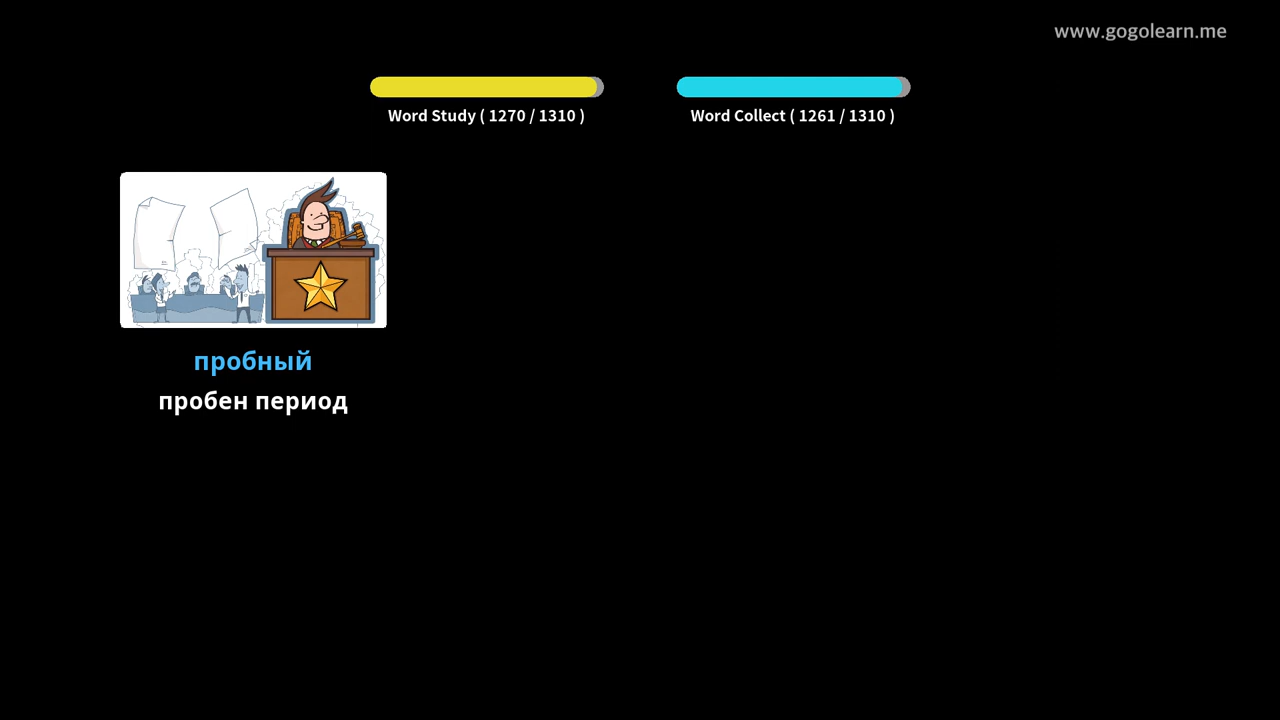 www.gogolearn.me
Word Study ( 1270 / 1310 )
Word Collect ( 1261 / 1310 )
пробный
пробен период